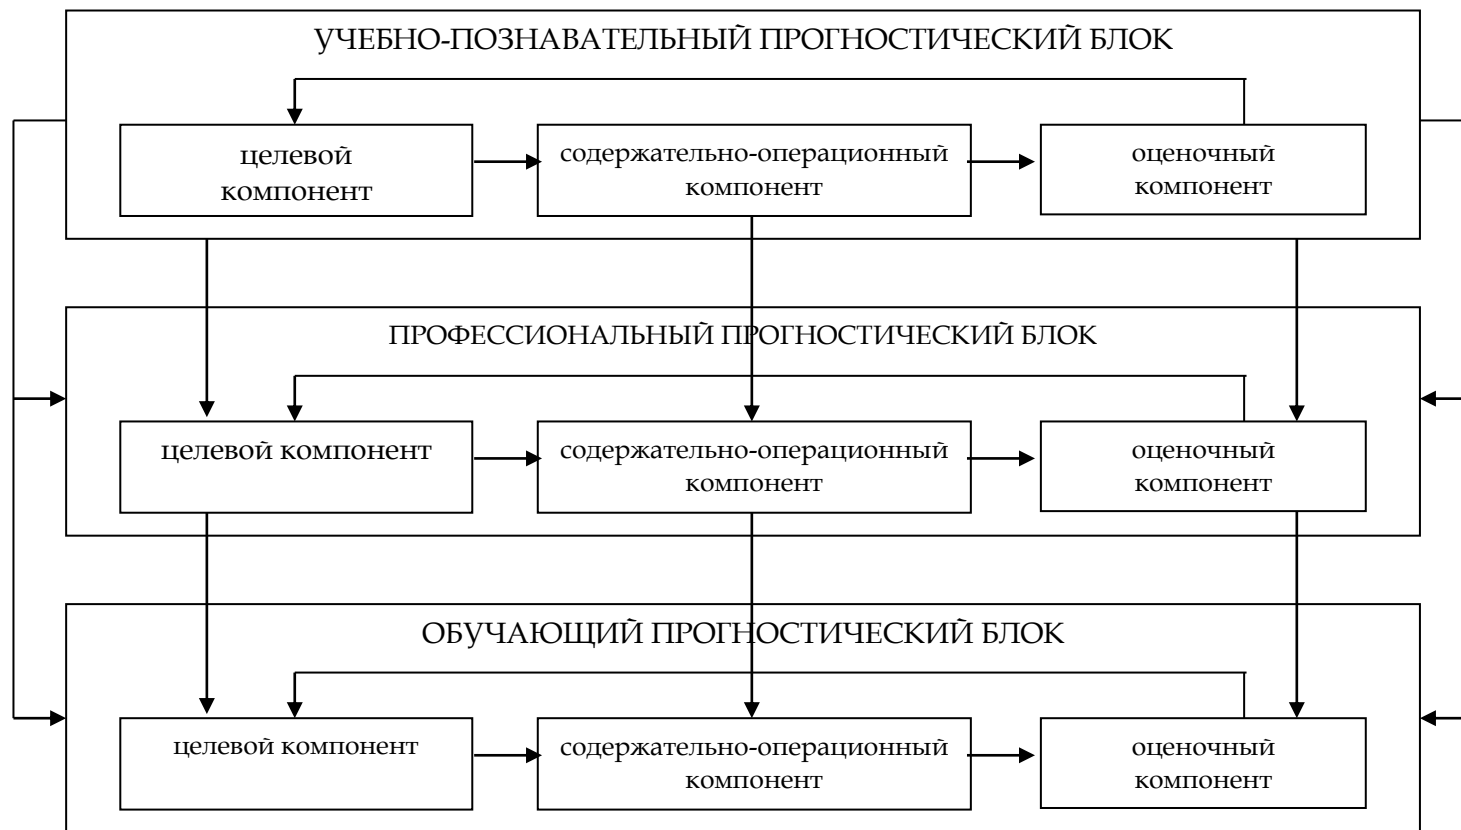 УЧЕБНО-ПОЗНАВАТЕЛЬНЫЙ ПРОГНОСТИЧЕСКИЙ БЛОК
целевой
компонент
содержательно-операционный
компонент
оценочный
компонент
ПРОФЕССИОНАЛЬНЫЙ ПРОГНОСТИЧЕСКИЙ БЛОК
целевой компонент
содержательно-операционный
компонент
оценочный
компонент
ОБУЧАЮЩИЙ ПРОГНОСТИЧЕСКИЙ БЛОК
целевой компонент
содержательно-операционный
компонент
оценочный
компонент